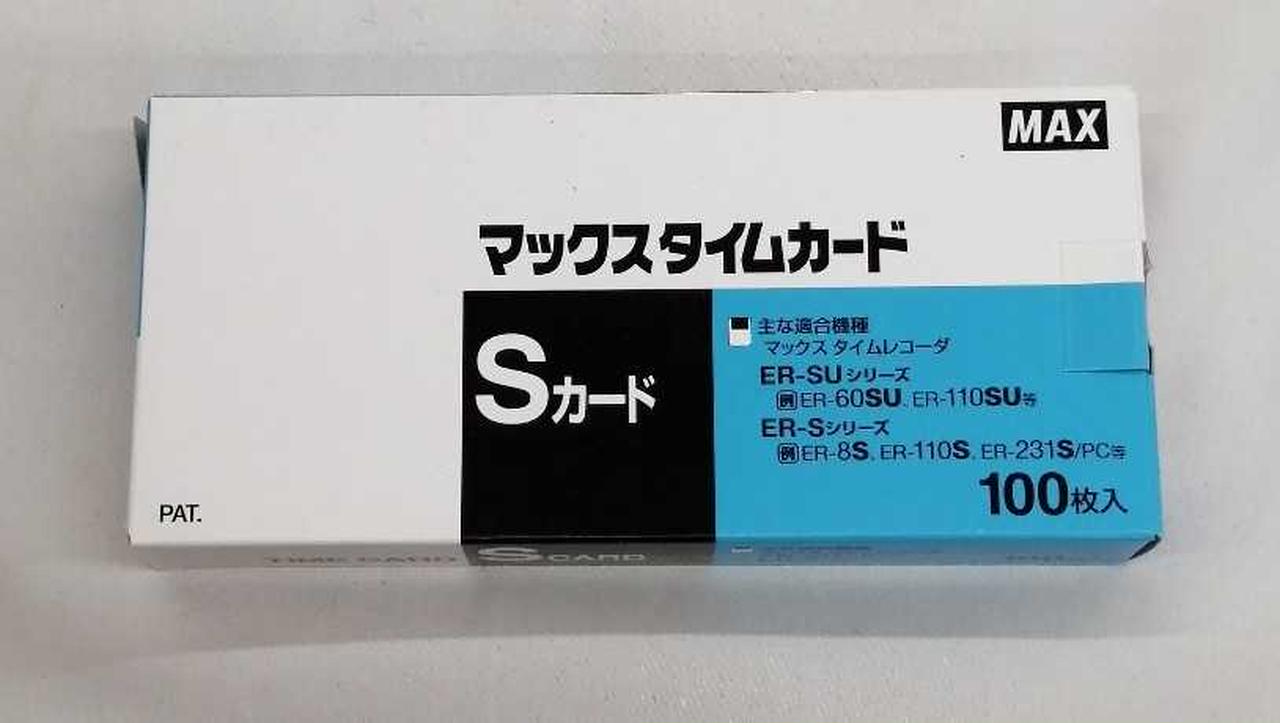 MAX
マックスタイムカード
Sカード
主な適合機種
マックス タイムレコーダ
ER-SUシリーズ
例ER-60SU、ER-110SU等
ER-Sシリーズ
例ER-8S、ER-110S、ER-231S/PC等
100枚入
PAT.
TIME CARD
S CARD